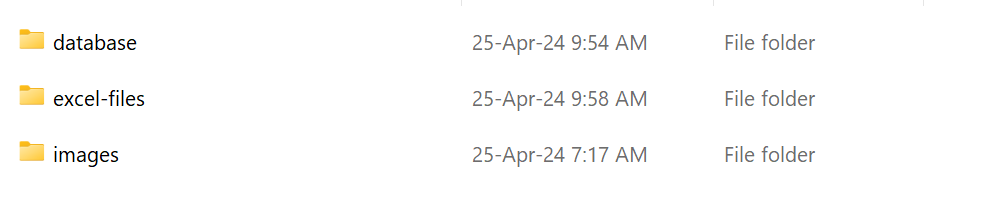 database 25-Apr-24 9:54 AM File folder
excel-files 25-Apr-24 9:58 AM File folder
images 25-Apr-24 7:17 AM File folder